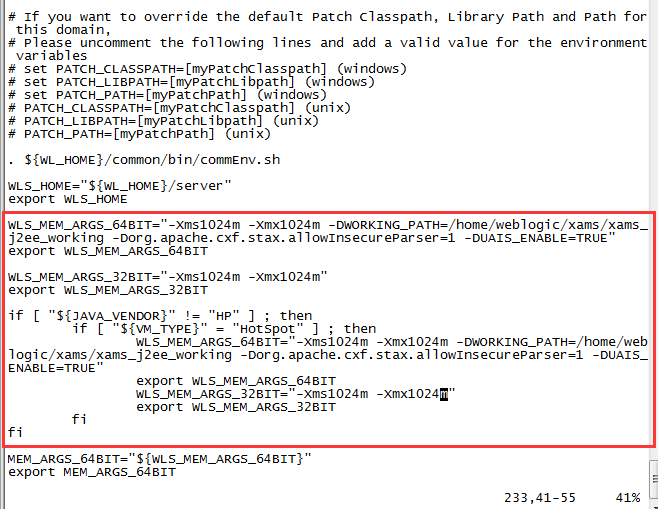 # If you want to override the default Patch Classpath, Library Path and Path for
 this domain,
# Please uncomment the following lines and add a valid value for the environment
 variables
# set PATCH_CLASSPATH=[myPatchClasspath] (windows)
# set PATCH_LIBPATH=[myPatchLibpath] (windows)
# set PATCH_PATH=[myPatchPath] (windows)
# PATCH_CLASSPATH=[myPatchClasspath] (unix)
# PATCH_LIBPATH=[myPatchLibpath] (unix)
# PATCH_PATH=[myPatchPath] (unix)

. ${WL_HOME}/common/bin/commEnv.sh

WLS_HOME="${WL_HOME}/server"
export WLS_HOME

WLS_MEM_ARGS_64BIT="-Xms1024m -Xmx1024m -DWORKING_PATH=/home/weblogic/xams/xams_
j2ee_working -Dorg.apache.cxf.stax.allowInsecureParser=1 -DUAIS_ENABLE=TRUE"
export WLS_MEM_ARGS_64BIT

WLS_MEM_ARGS_32BIT="-Xms1024m -Xmx1024m"
export WLS_MEM_ARGS_32BIT

if [ "${JAVA_VENDOR}" != "HP" ] ; then
        if [ "${VM_TYPE}" = "HotSpot" ] ; then
                WLS_MEM_ARGS_64BIT="-Xms1024m -Xmx1024m -DWORKING_PATH=/home/web
logic/xams/xams_j2ee_working -Dorg.apache.cxf.stax.allowInsecureParser=1 -DUAIS_
ENABLE=TRUE"
                export WLS_MEM_ARGS_64BIT
                WLS_MEM_ARGS_32BIT="-Xms1024m -Xmx1024m"
                export WLS_MEM_ARGS_32BIT
        fi
fi

MEM_ARGS_64BIT="${WLS_MEM_ARGS_64BIT}"
export MEM_ARGS_64BIT
233,41-55     41%